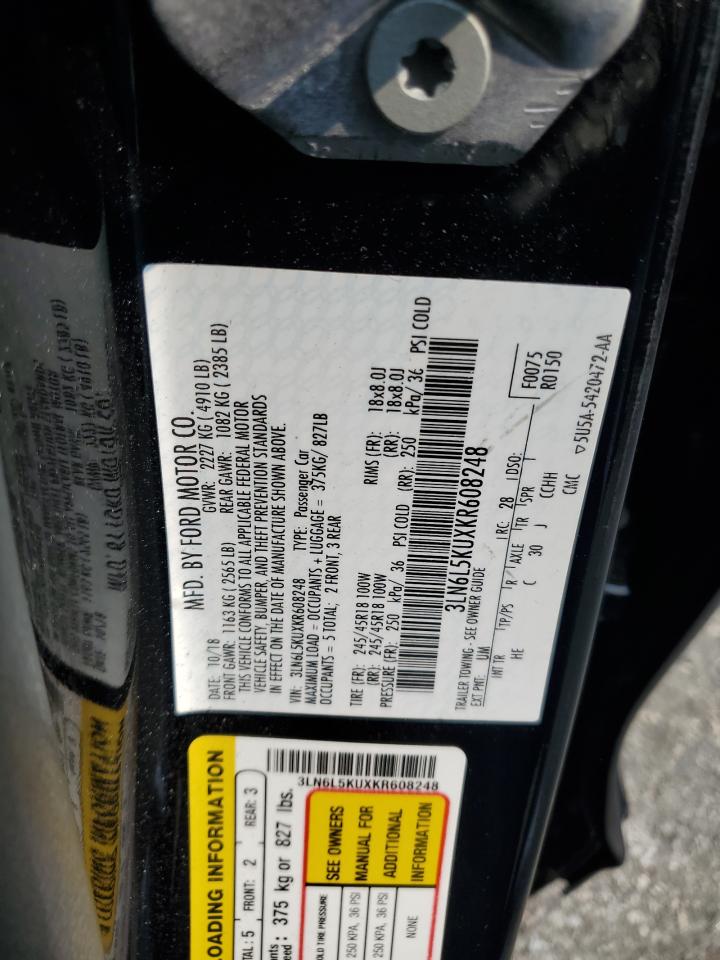 MFD. BY FORD MOTOR CO.
DATE: 10/18 GVWR: 2227 KG ( 4910 LB)
FRONT GAWR: 1163 KG ( 2565 LB) REAR GAWR: 1082 KG ( 2385 LB)
THIS VEHICLE CONFORMS TO ALL APPLICABLE FEDERAL MOTOR
VEHICLE SAFETY, BUMPER, AND THEFT PREVENTION STANDARDS
IN EFFECT ON THE DATE OF MANUFACTURE SHOWN ABOVE.
VIN: 3LN6L5KUXKR608248 TYPE: Passenger Car
MAXIMUM LOAD = OCCUPANTS + LUGGAGE = 375KG/ 827LB
OCCUPANTS = 5 TOTAL; 2 FRONT, 3 REAR
TIRE (FR): 245/45R18 100W RIMS (FR): 18x8.0J
(RR): 245/45R18 100W (RR): 18x8.0J
PRESSURE (FR): 250 kPa/ 36 PSI COLD (RR): 250 kPa/ 36 PSI COLD
3LN6L5KUXKR608248
TRAILER TOWING - SEE OWNER GUIDE
EXT PNT: UM RC: 28 DSO: F0075
R0150
INT TR TP/PS R AXLE TR SPR
HE C 30 J CCHH
CMC
▽5U5A-5420472-AA
3LN6L5KUXKR608248
LOADING INFORMATION
TAL : 5 FRONT: 2 REAR: 3
375 kg or 827 lbs.
COLD TIRE PRESSURE
250 KPA, 36 PSI
250 KPA, 36 PSI
NONE
SEE OWNERS
MANUAL FOR
ADDITIONAL
INFORMATION